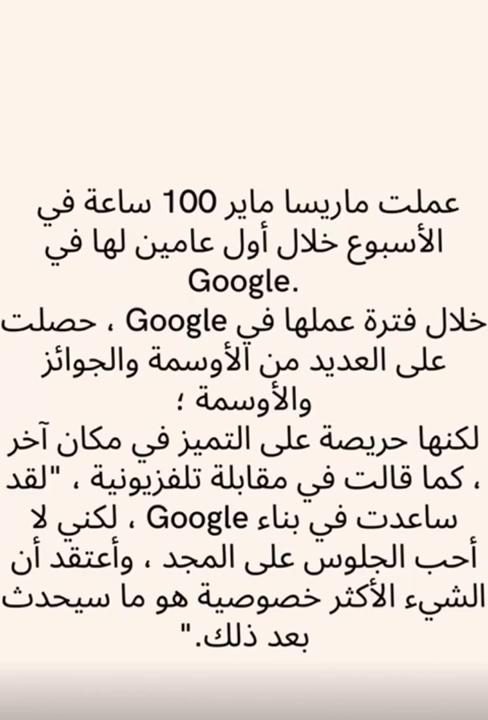 عملت ماريسا ماير 100 ساعة في
الأسبوع خلال أول عامين لها في
Google.
خلال فترة عملها في Google ، حصلت
على العديد من الأوسمة والجوائز
والأوسمة ؛
لكنها حريصة على التميز في مكان آخر
، كما قالت في مقابلة تلفزيونية ، "لقد
ساعدت في بناء Google ، لكني لا
أحب الجلوس على المجد ، وأعتقد أن
الشيء الأكثر خصوصية هو ما سيحدث
بعد ذلك."